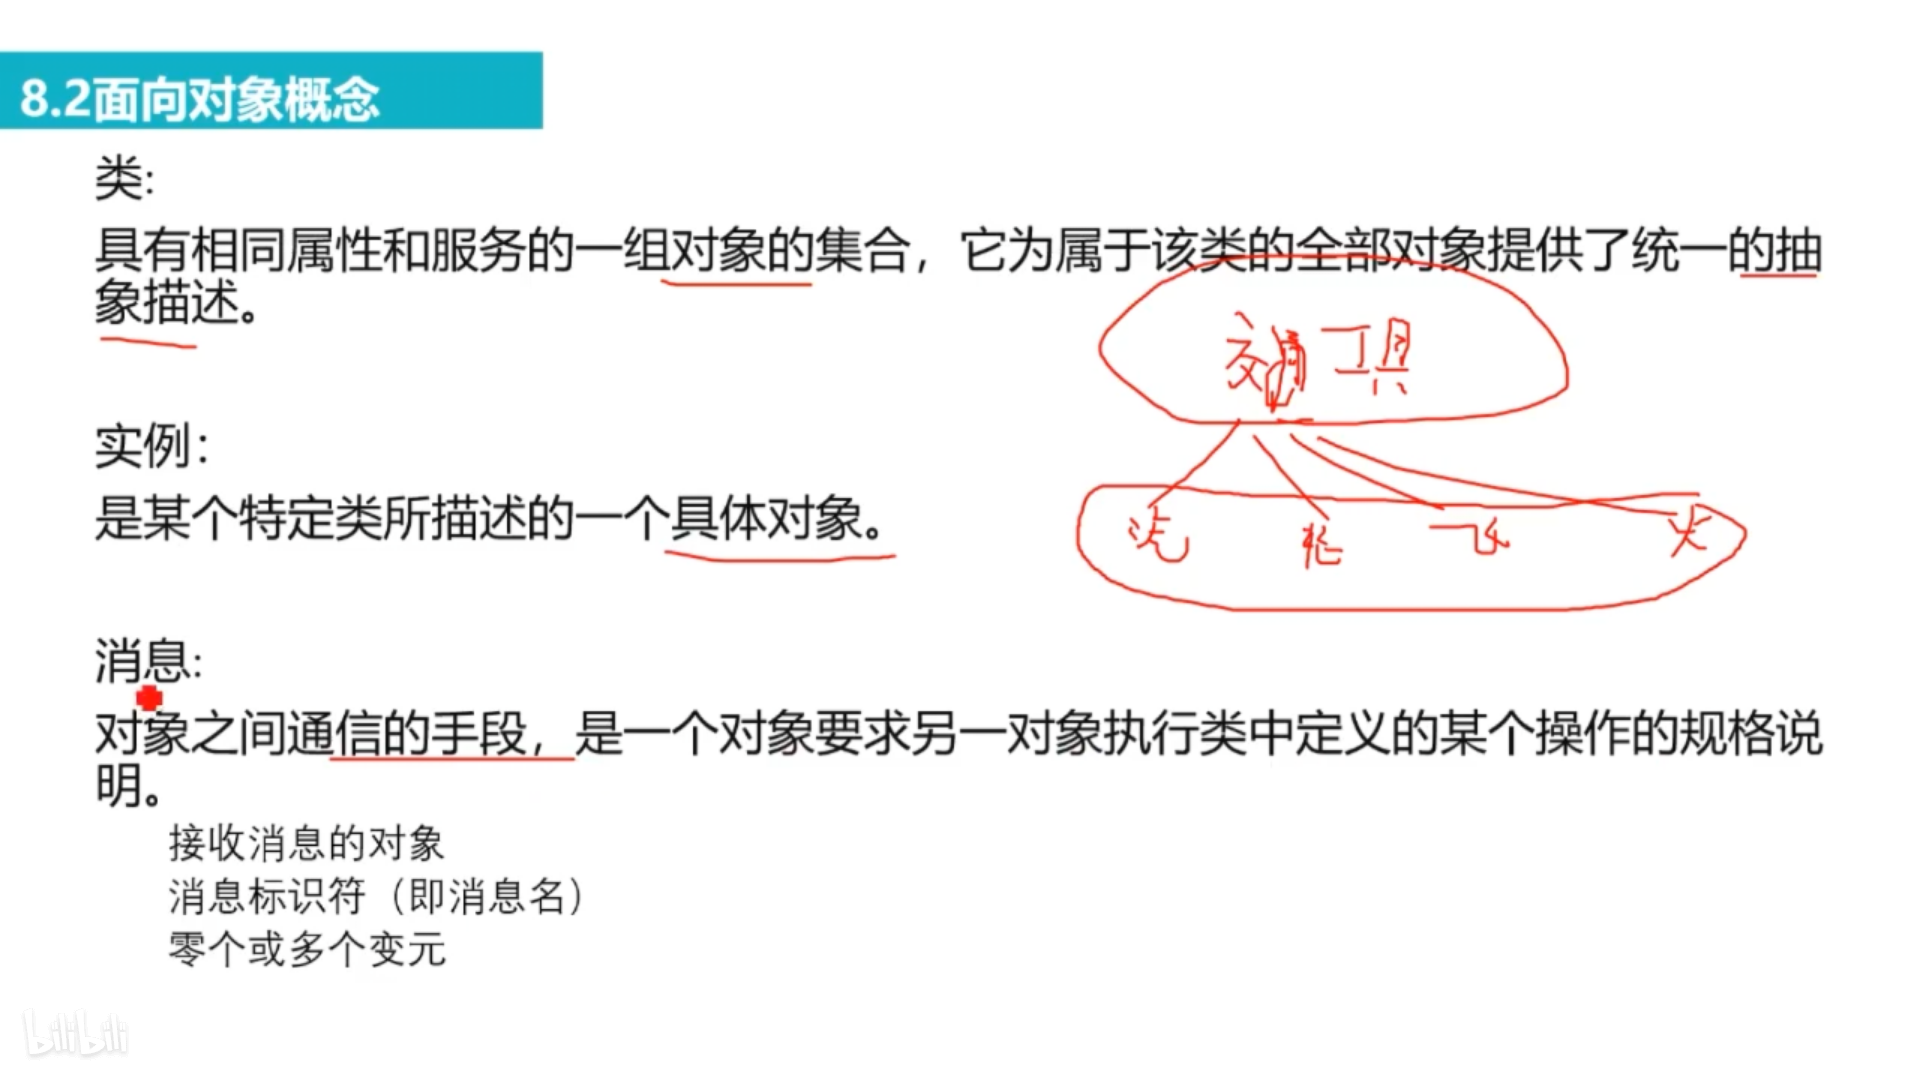 8.2面向对象概念
类:
具有相同属性和服务的一组对象的集合，它为属于该类的全部对象提供了统一的抽
象描述。
交通工具
实例：
是某个特定类所描述的一个具体对象。
汽 轮 飞 火
消息:
对象之间通信的手段，是一个对象要求另一对象执行类中定义的某个操作的规格说
明。
接收消息的对象
消息标识符（即消息名）
零个或多个变元
bilibili